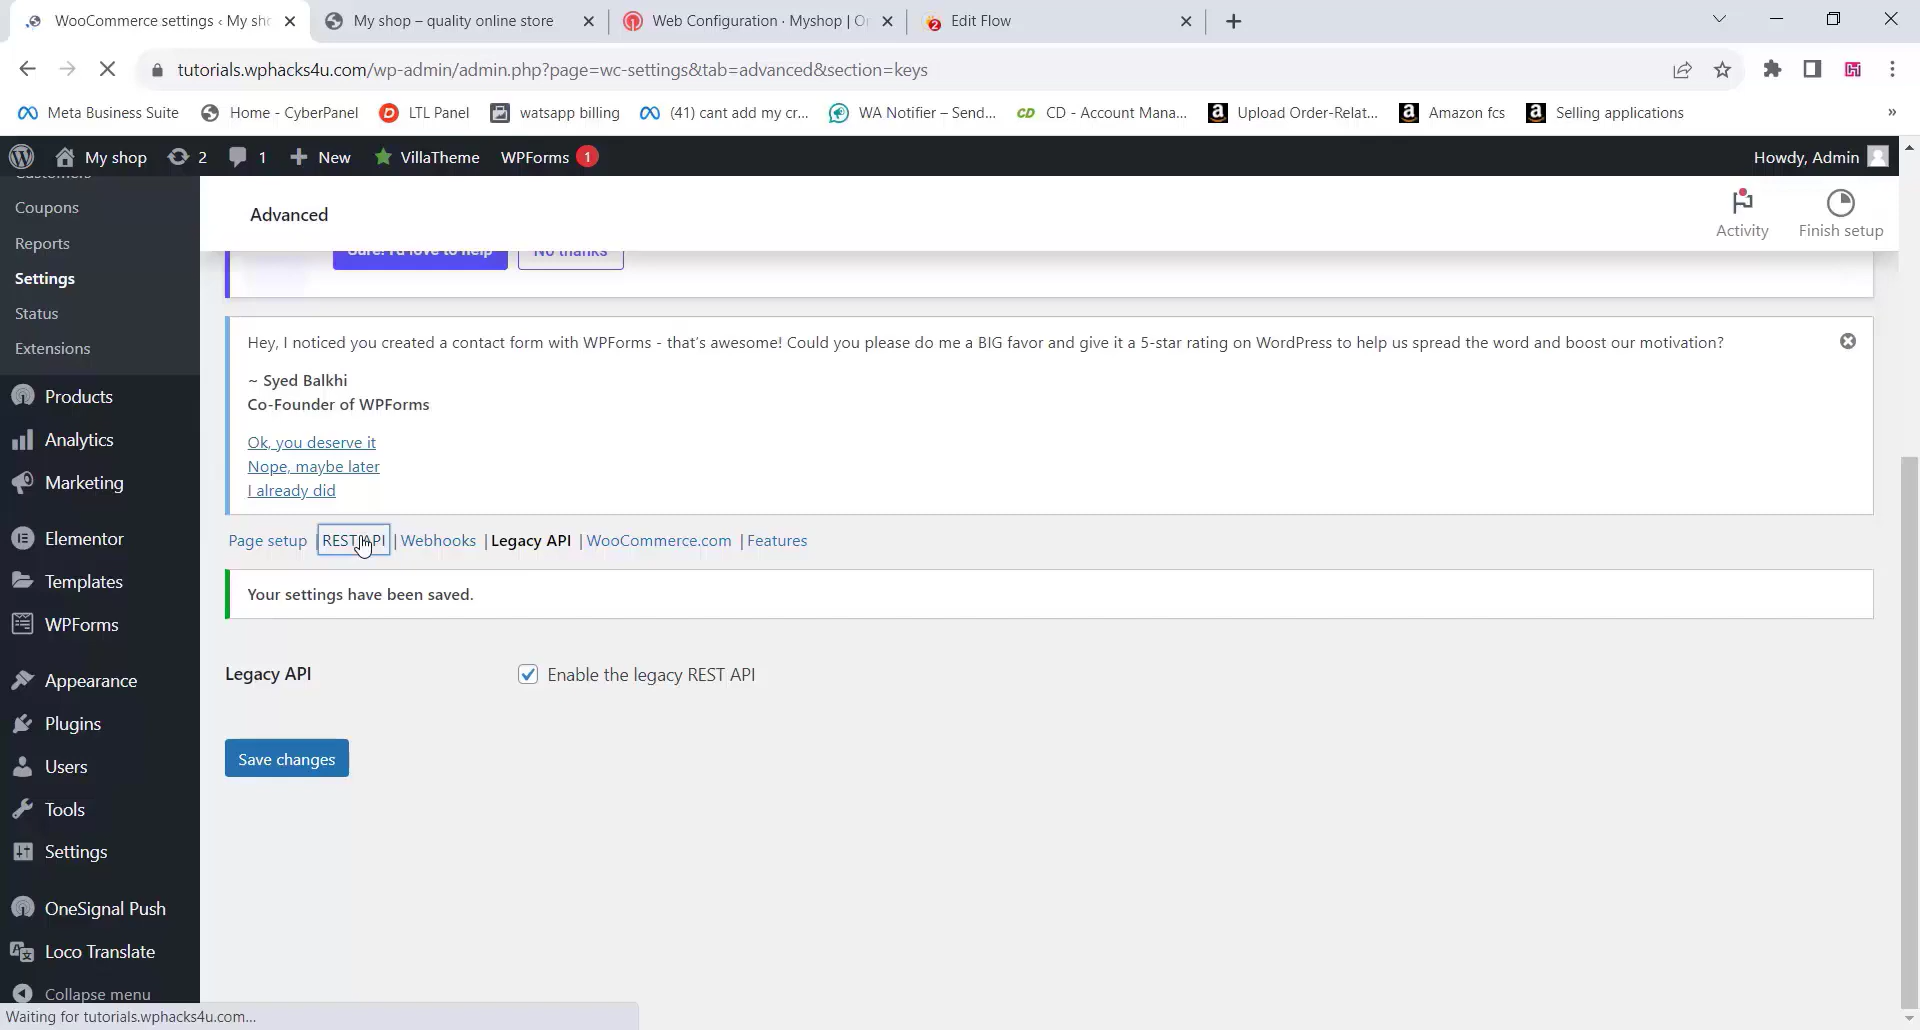 WooCommerce settings ‹ My sh
My shop – quality online store
Web Configuration · Myshop | O
Edit Flow
tutorials.wphacks4u.com/wp-admin/admin.php?page=wc-settings&tab=advanced&section=keys
Meta Business Suite
Home - CyberPanel
LTL Panel
watsapp billing
(41) cant add my cr...
WA Notifier – Send...
CD - Account Mana...
Upload Order-Relat...
Amazon fcs
Selling applications
»
My shop
2
1
New
VillaTheme
WPForms 1
Howdy, Admin
Customers
Coupons
Reports
Settings
Status
Extensions
Products
Analytics
Marketing
Elementor
Templates
WPForms
Appearance
Plugins
Users
Tools
Settings
OneSignal Push
Loco Translate
Collapse menu
Advanced
Activity
Finish setup
Sure! I'd love to help
No thanks
Hey, I noticed you created a contact form with WPForms - that's awesome! Could you please do me a BIG favor and give it a 5-star rating on WordPress to help us spread the word and boost our motivation?
~ Syed Balkhi
Co-Founder of WPForms
Ok, you deserve it
Nope, maybe later
I already did
Page setup | REST API | Webhooks | Legacy API | WooCommerce.com | Features
Your settings have been saved.
Legacy API
Enable the legacy REST API
Save changes
Waiting for tutorials.wphacks4u.com...